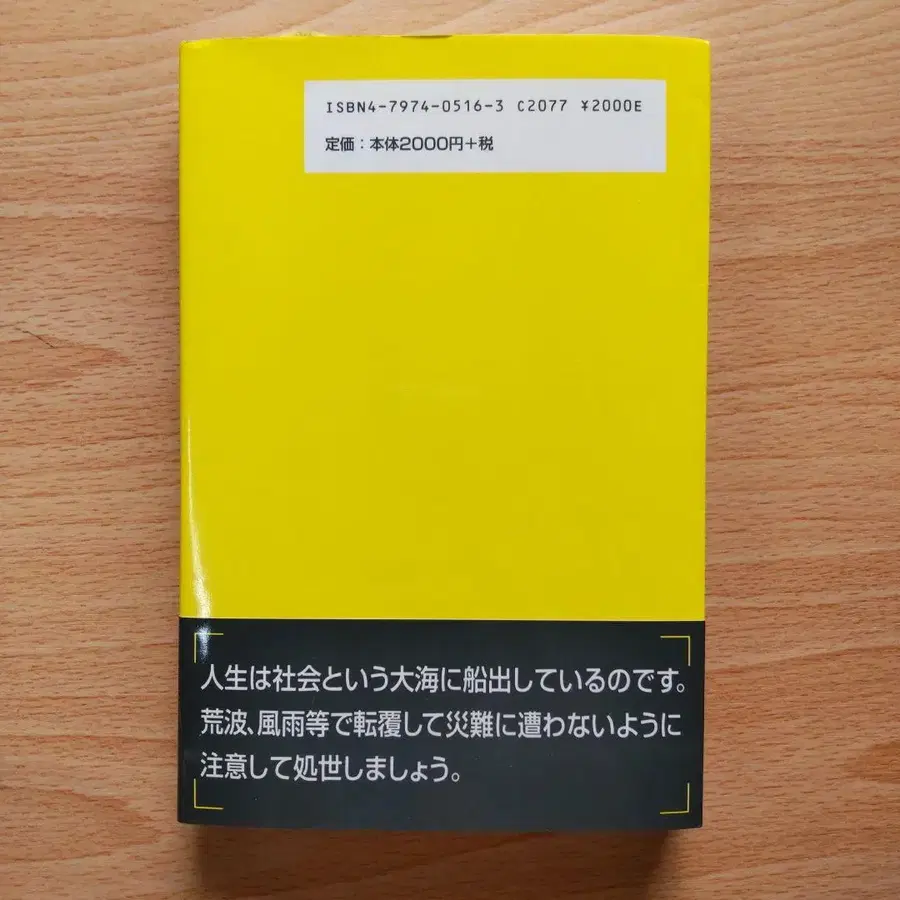 ISBN4-7974-0516-3 C2077 ¥2000E
定価：本体2000円+税
人生は社会という大海に船出しているのです。
荒波、風雨等で転覆して災難に遭わないように
注意して処世しましょう。